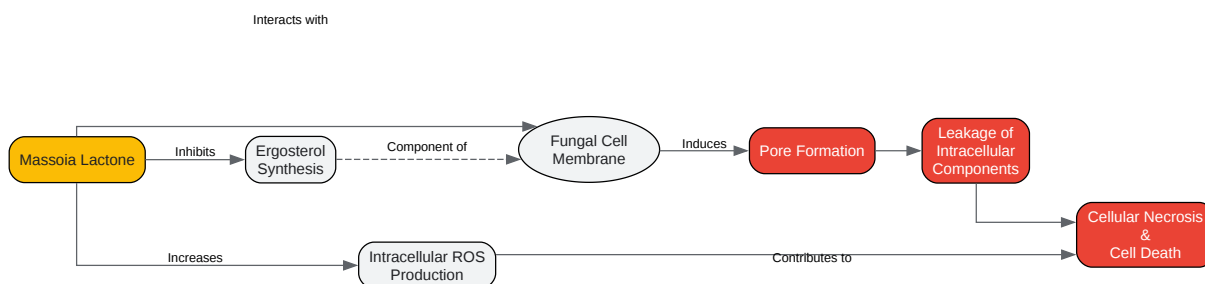 Interacts with
Massoia Lactone
Inhibits
Ergosterol
Synthesis
Component of
Fungal Cell
Membrane
Induces
Pore Formation
Leakage of
Intracellular
Components
Cellular Necrosis
&
Cell Death
Increases
Intracellular ROS
Production
Contributes to